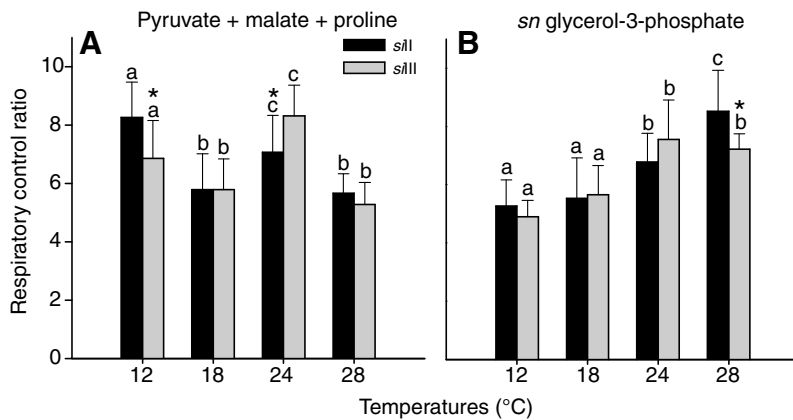 Pyruvate + malate + proline
sn glycerol-3-phosphate
A
B
siII
siIII
Respiratory control ratio
10
8
6
4
2
0
a
*
a
b
b
*
c
c
b
b
a
a
a
a
b
b
c
*
b
12
18
24
28
12
18
24
28
Temperatures (°C)